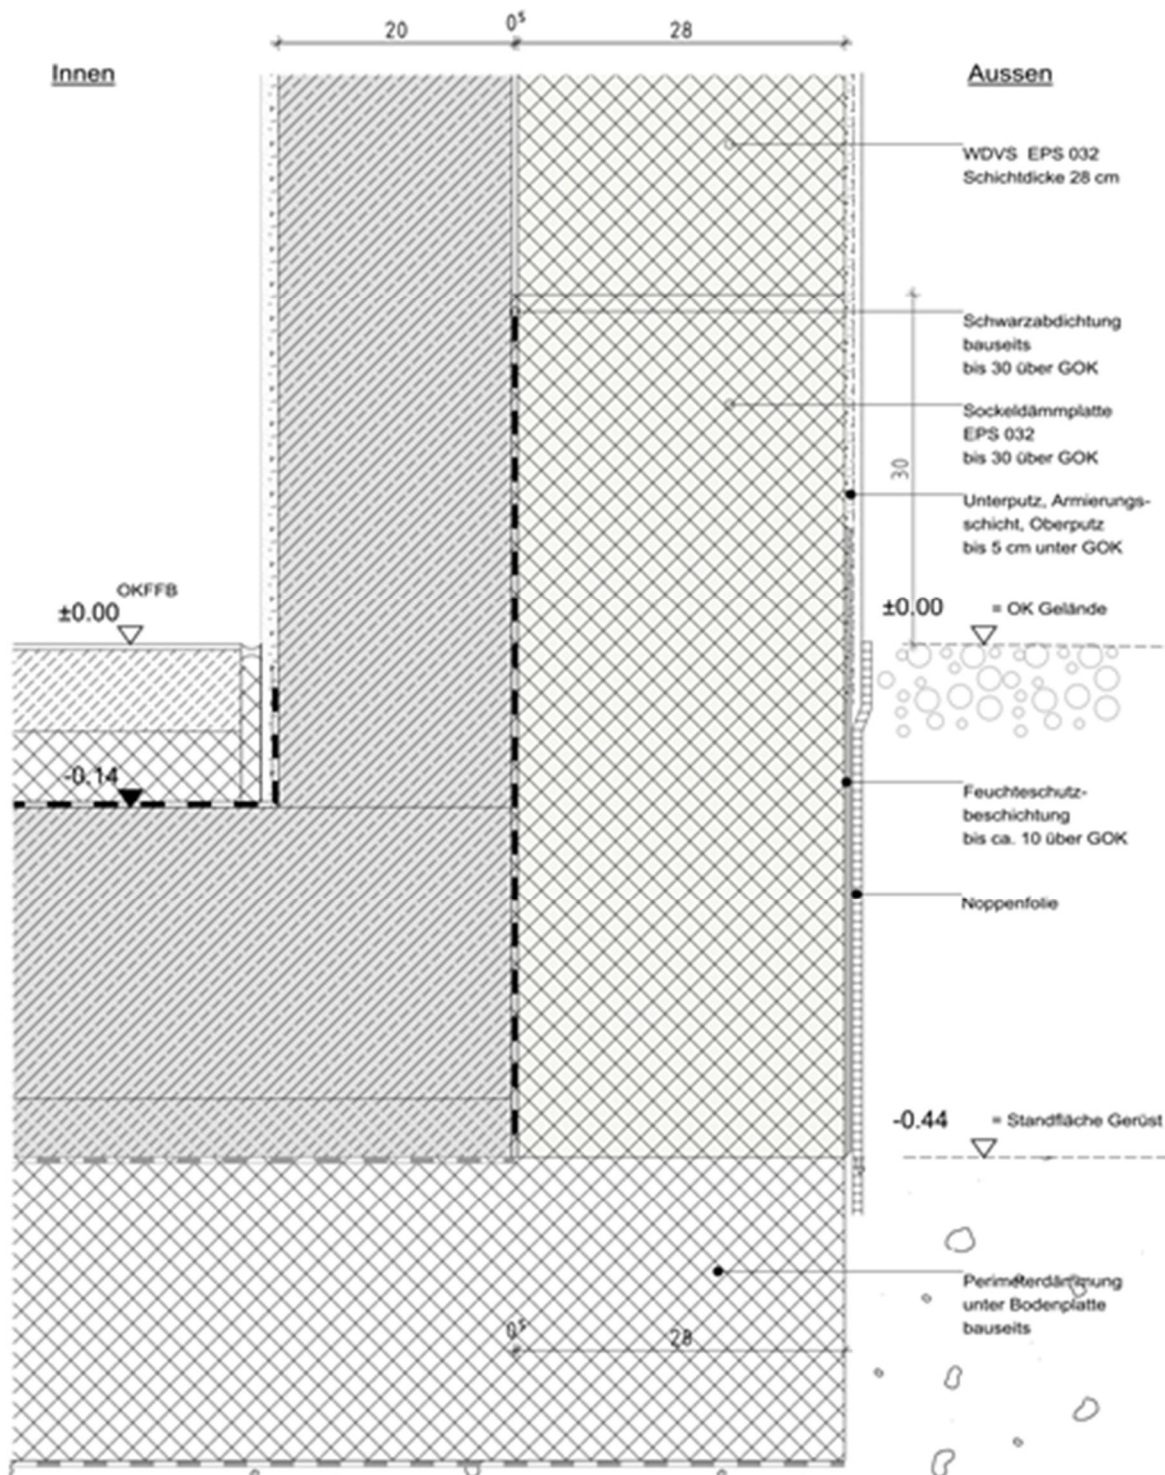 20
0⁵
28
Innen
Aussen
WDVS EPS 032
Schichtdicke 28 cm
Schwarzabdichtung
bauseits
bis 30 über GOK
Sockeldämmplatte
EPS 032
bis 30 über GOK
30
Unterputz, Armierungs-
schicht, Oberputz
bis 5 cm unter GOK
OKFFB
±0.00
±0.00 = OK Gelände
-0.14
Feuchteschutz-
beschichtung
bis ca. 10 über GOK
Noppenfolie
-0.44 = Standfläche Gerüst
Perimeterdämmung
unter Bodenplatte
bauseits
0⁵
28